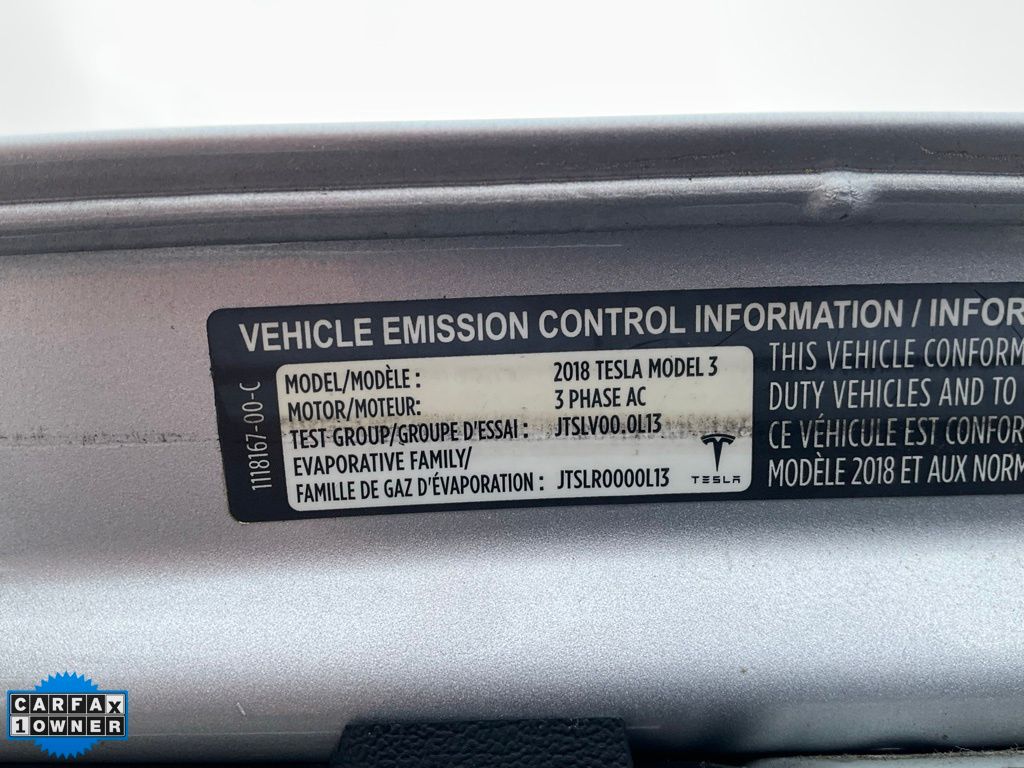 VEHICLE EMISSION CONTROL INFORMATION / INFOR
1118167-00-C
MODEL/MODÈLE : 2018 TESLA MODEL 3
MOTOR/MOTEUR: 3 PHASE AC
TEST GROUP/GROUPE D'ESSAI : JTSLV00.0L13
EVAPORATIVE FAMILY/
FAMILLE DE GAZ D'ÉVAPORATION : JTSLR0000L13
TESLA
THIS VEHICLE CONFORM
DUTY VEHICLES AND TO
CE VÉHICULE EST CONFOR
MODÈLE 2018 ET AUX NORM
CARFAX
1 OWNER